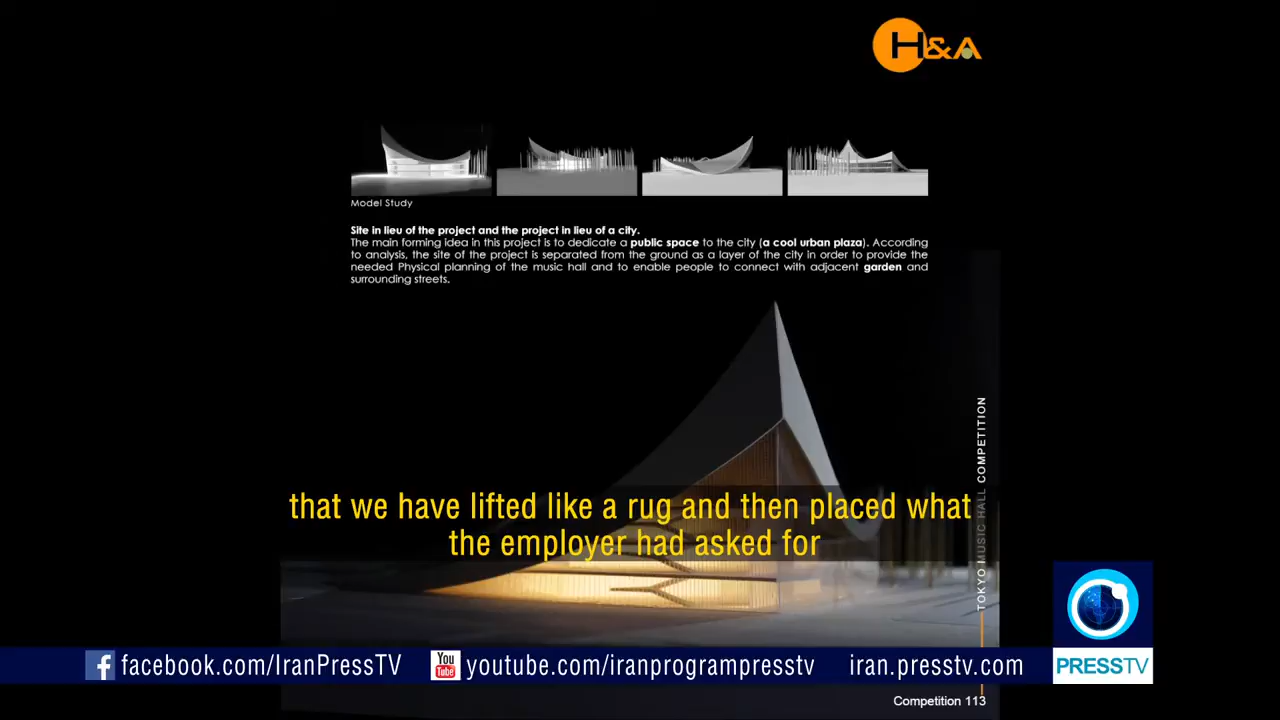 H&A
Model Study
Site in lieu of the project and the project in lieu of a city.
The main forming idea in this project is to dedicate a public space to the city (a cool urban plaza). According
to analysis, the site of the project is separated from the ground as a layer of the city in order to provide the
needed Physical planning of the music hall and to enable people to connect with adjacent garden and
surrounding streets.
TOKYO MUSIC HALL COMPETITION
that we have lifted like a rug and then placed what
the employer had asked for
facebook.com/IranPressTV
You
Tube
youtube.com/iranprogrampresstv
iran.presstv.com
PRESSTV
Competition 113